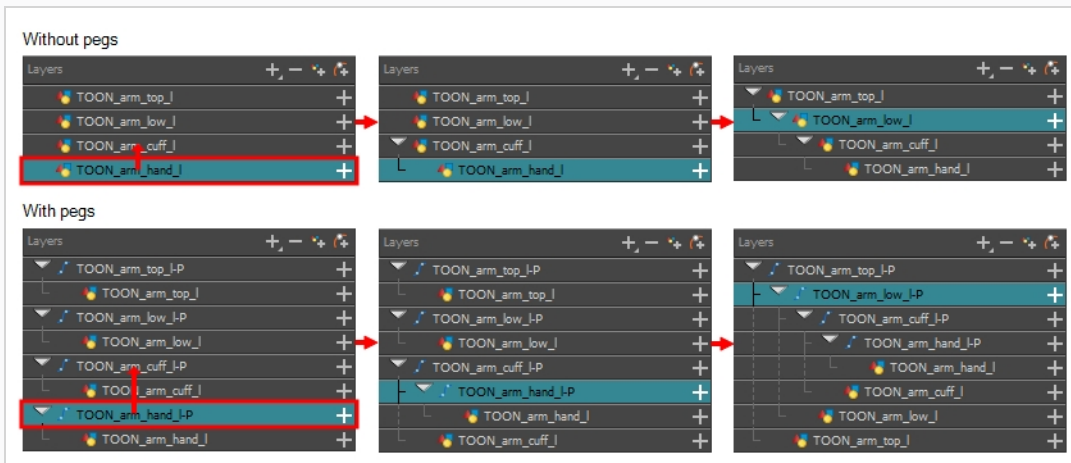 Without pegs
Layers
TOON_arm_top_l
TOON_arm_low_l
TOON_arm_cuff_l
TOON_arm_hand_l
Layers
TOON_arm_top_l
TOON_arm_low_l
TOON_arm_cuff_l
TOON_arm_hand_l
Layers
TOON_arm_top_l
TOON_arm_low_l
TOON_arm_cuff_l
TOON_arm_hand_l
With pegs
Layers
TOON_arm_top_l-P
TOON_arm_top_l
TOON_arm_low_l-P
TOON_arm_low_l
TOON_arm_cuff_l-P
TOON_arm_cuff_l
TOON_arm_hand_l-P
TOON_arm_hand_l
Layers
TOON_arm_top_l-P
TOON_arm_top_l
TOON_arm_low_l-P
TOON_arm_low_l
TOON_arm_cuff_l-P
TOON_arm_hand_l-P
TOON_arm_hand_l
TOON_arm_cuff_l
Layers
TOON_arm_top_l-P
TOON_arm_low_l-P
TOON_arm_cuff_l-P
TOON_arm_hand_l-P
TOON_arm_hand_l
TOON_arm_cuff_l
TOON_arm_low_l
TOON_arm_top_l